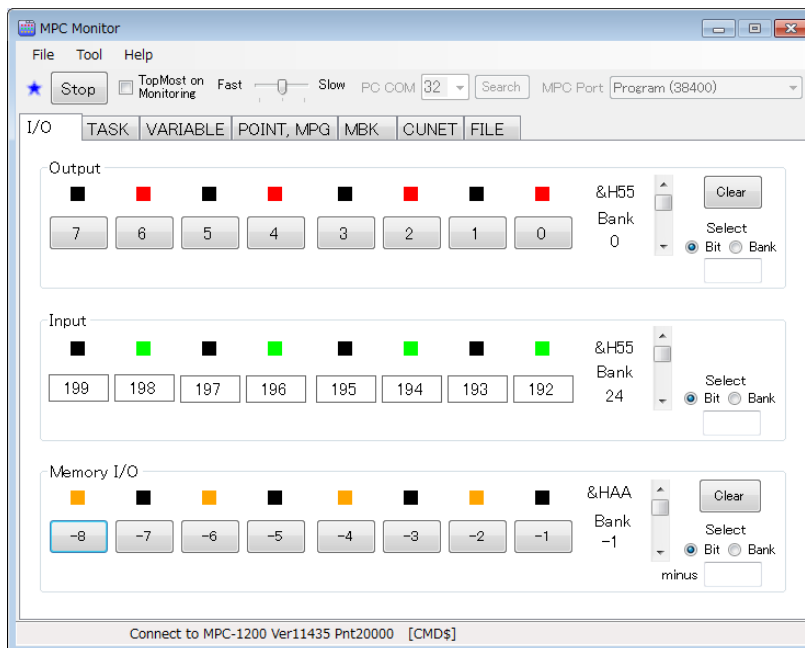 MPC Monitor
File Tool Help
Stop TopMost on Monitoring Fast Slow PC COM 32 Search MPC Port Program (38400)
I/O TASK VARIABLE POINT, MPG MBK CUNET FILE
Output
&H55 Clear
7 6 5 4 3 2 1 0 Bank 0
Select
Bit Bank
Input
&H55
199 198 197 196 195 194 193 192 Bank 24
Select
Bit Bank
Memory I/O
&HAA Clear
-8 -7 -6 -5 -4 -3 -2 -1 Bank -1
Select
Bit Bank
minus
Connect to MPC-1200 Ver11435 Pnt20000 [CMD$]